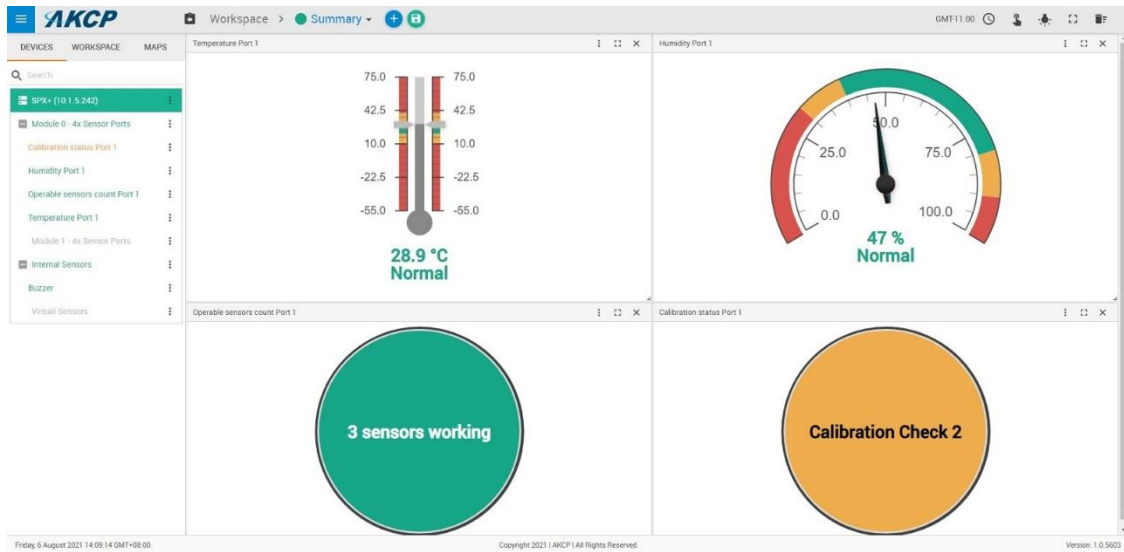 AKCP
Workspace > Summary
GMT-11:00
DEVICES WORKSPACE MAPS
Search
SPX+ (10.1.5.242)
Module 0 - 4x Sensor Ports
Calibration status Port 1
Humidity Port 1
Operable sensors count Port 1
Temperature Port 1
Module 1 - 4x Sensor Ports
Internal Sensors
Buzzer
Virtual Sensors
Temperature Port 1
75.0 75.0
42.5 42.5
10.0 10.0
-22.5 -22.5
-55.0 -55.0
28.9 °C
Normal
Humidity Port 1
50.0
25.0 75.0
0.0 100.0
47 %
Normal
Operable sensors count Port 1
3 sensors working
Calibration status Port 1
Calibration Check 2
Friday, 6 August 2021 14:09:14 GMT+08:00
Copyright 2021 | AKCP | All Rights Reserved
Version: 1.0.5603